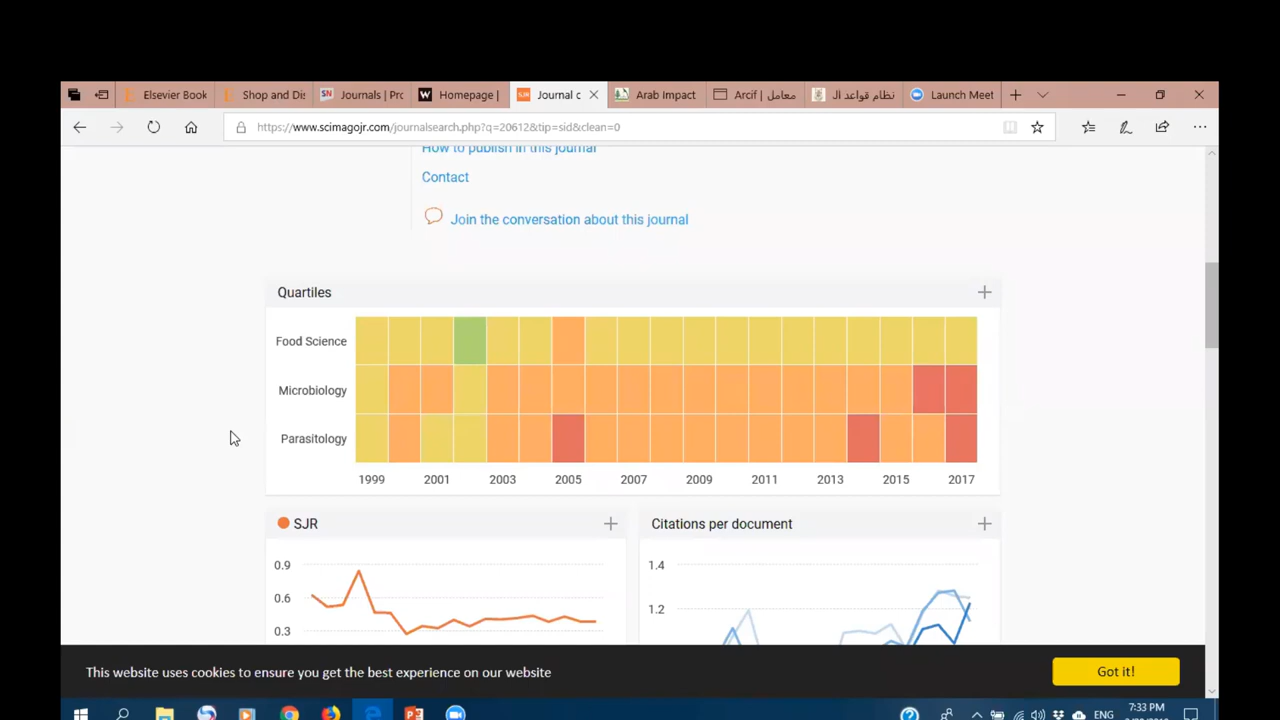 Elsevier Book
Shop and Dis
SN Journals | Prc
W Homepage |
SJR Journal c
Arab Impact
معامل | Arcif
نظام قواعد الـ
Launch Meet
https://www.scimagojr.com/journalsearch.php?q=20612&tip=sid&clean=0
How to publish in this journal
Contact
Join the conversation about this journal
Quartiles
Food Science
Microbiology
Parasitology
1999 2001 2003 2005 2007 2009 2011 2013 2015 2017
SJR
Citations per document
0.9
0.6
0.3
1.4
1.2
This website uses cookies to ensure you get the best experience on our website
Got it!
ENG
7:33 PM